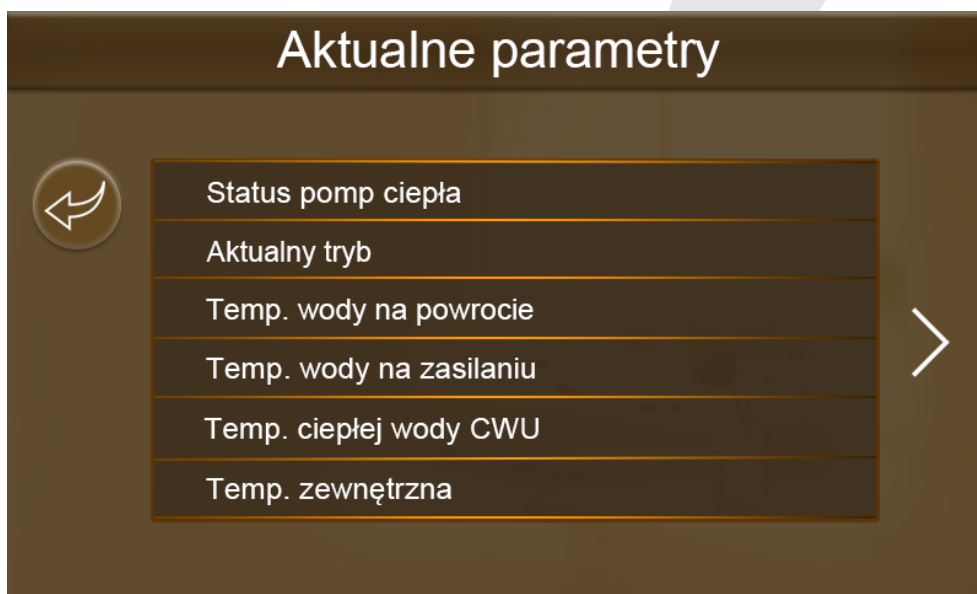 Aktualne parametry
Status pomp ciepła
Aktualny tryb
Temp. wody na powrocie
Temp. wody na zasilaniu
Temp. ciepłej wody CWU
Temp. zewnętrzna